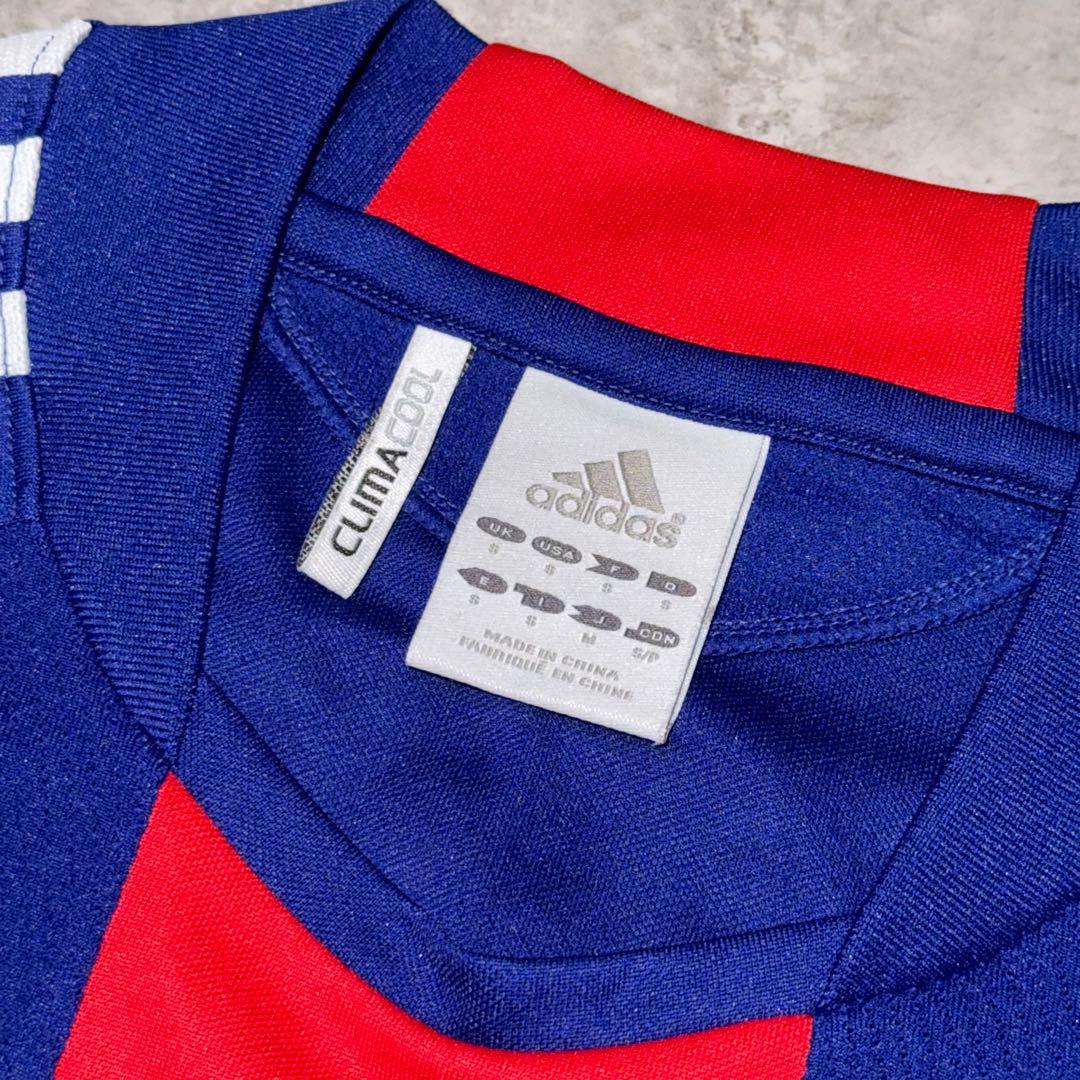 CLIMACOOL
adidas®
UK USA F D
S S S S
E I J CDN
S S M S/P
MADE IN CHINA
FABRIQUÉ EN CHINE